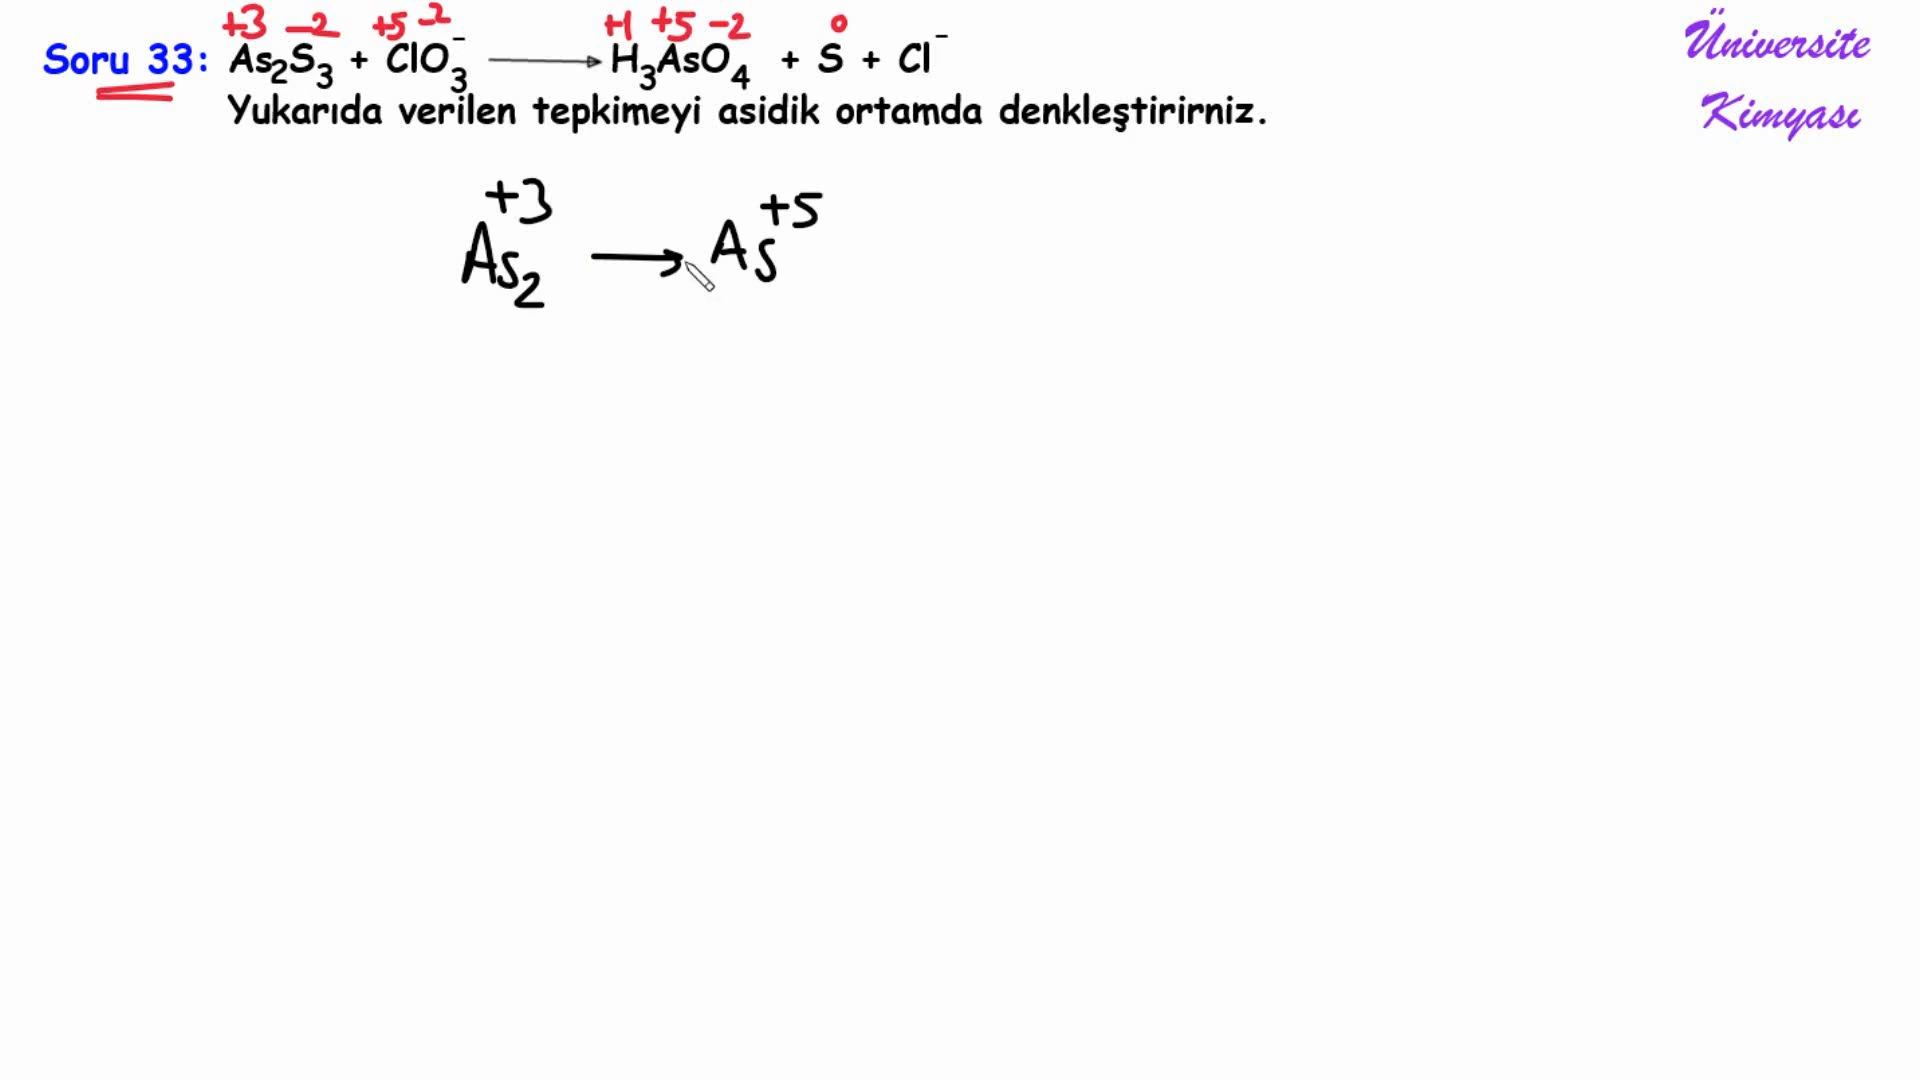 +3 -2 +5 -2 +1 +5 -2 0
Soru 33: As₂S₃ + ClO₃⁻ ⟶ H₃AsO₄ + S + Cl⁻
Yukarıda verilen tepkimeyi asidik ortamda denkleştirirniz.
Üniversite
Kimyası
As₂⁺³ ⟶ As⁺⁵